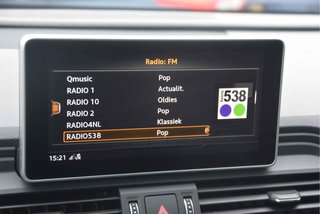 Radio: FM
Qmusic Pop
RADIO 1 Actualit.
RADIO 10 Oldies
RADIO 2 Pop
RADIO4NL Klassiek
RADIO538 Pop
538
15:21